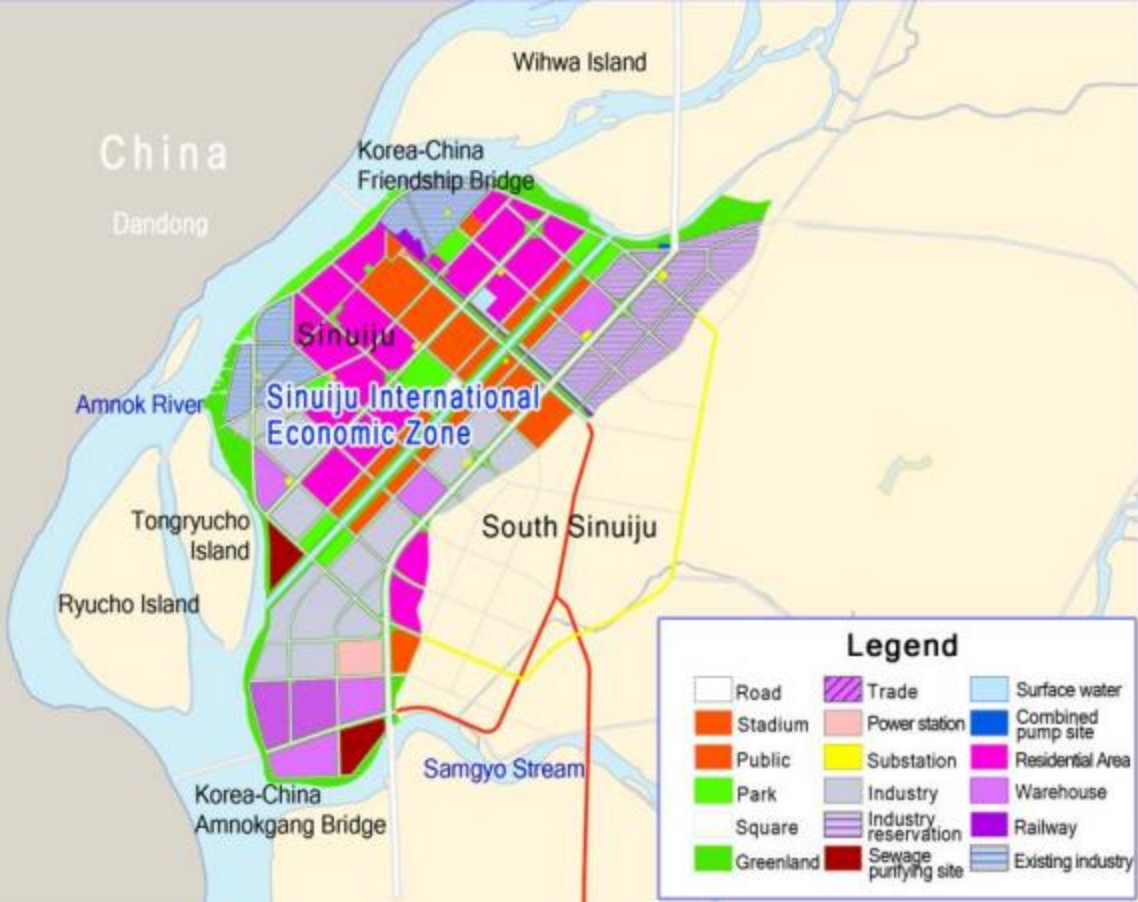 Wihwa Island
China
Korea-China
Friendship Bridge
Dandong
Sinuiju
Sinuiju International
Economic Zone
Amnok River
Tongryucho
Island
South Sinuiju
Ryucho Island
Samgyo Stream
Korea-China
Amnokgang Bridge
Legend
Road
Stadium
Public
Park
Square
Greenland
Trade
Power station
Substation
Industry
Industry
reservation
Sewage
purifying site
Surface water
Combined
pump site
Residential Area
Warehouse
Railway
Existing industry